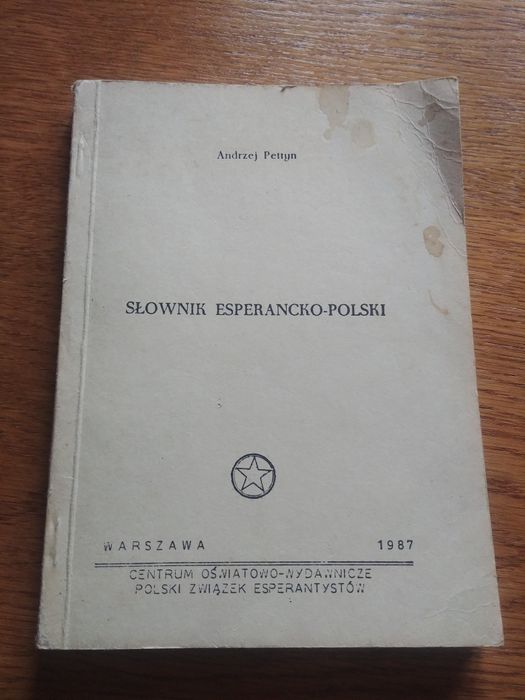 Andrzej Pettyn
SŁOWNIK ESPERANCKO-POLSKI
WARSZAWA 1987
CENTRUM OŚWIATOWO-WYDAWNICZE
POLSKI ZWIĄZEK ESPERANTYSTÓW